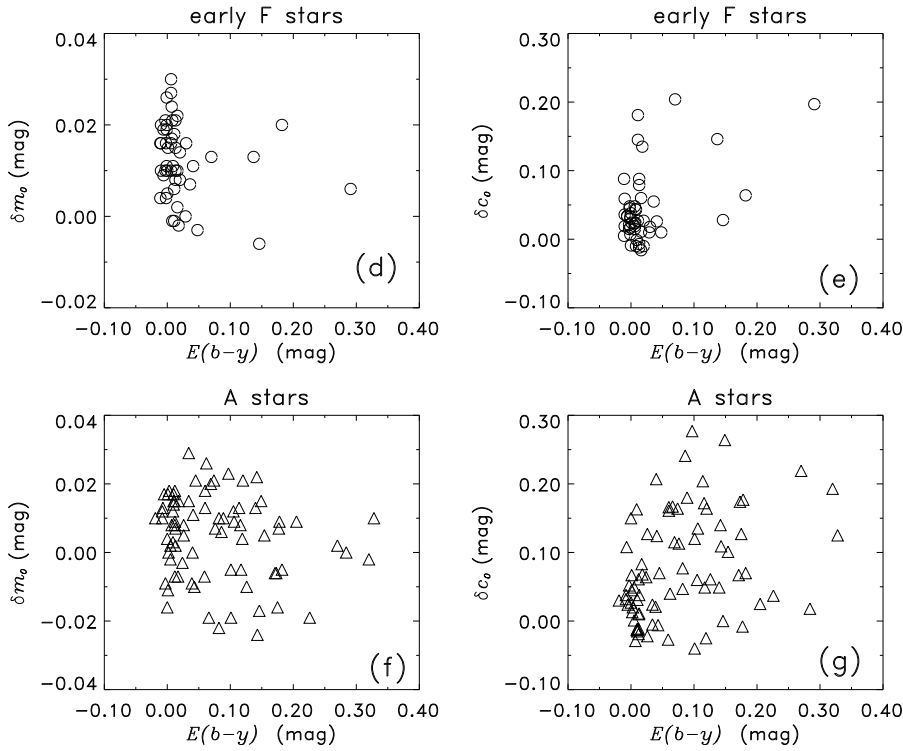 early F stars
0.04
0.02
0.00
−0.02
δm₀ (mag)
(d)
−0.10 0.00 0.10 0.20 0.30 0.40
E(b−y) (mag)
early F stars
0.30
0.20
0.10
0.00
−0.10
δc₀ (mag)
(e)
−0.10 0.00 0.10 0.20 0.30 0.40
E(b−y) (mag)
A stars
0.04
0.02
0.00
−0.02
−0.04
δm₀ (mag)
(f)
−0.10 0.00 0.10 0.20 0.30 0.40
E(b−y) (mag)
A stars
0.30
0.20
0.10
0.00
−0.10
δc₀ (mag)
(g)
−0.10 0.00 0.10 0.20 0.30 0.40
E(b−y) (mag)